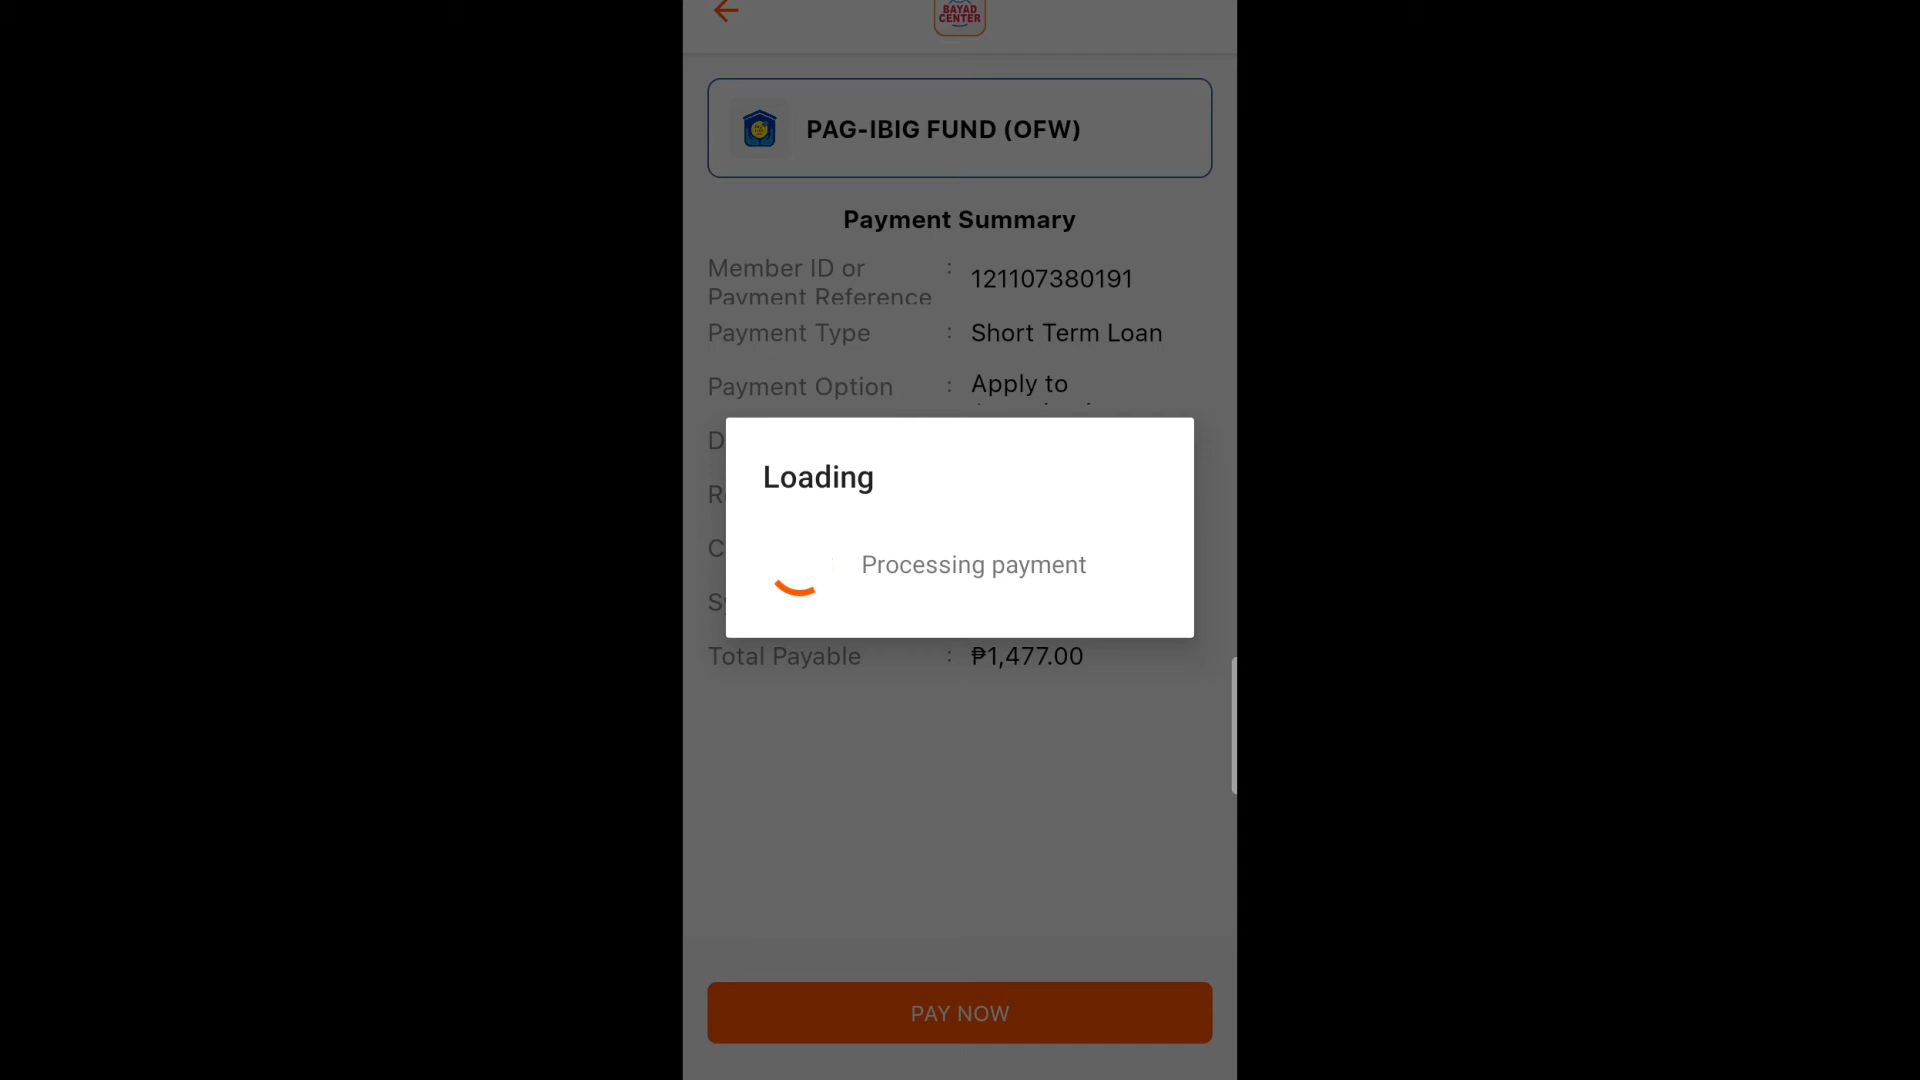 BAYAD
CENTER
PAG-IBIG FUND (OFW)
Payment Summary
Member ID or : 121107380191
Payment Reference
Payment Type : Short Term Loan
Payment Option : Apply to
D
R
C
S
Loading
Processing payment
Total Payable : ₱1,477.00
PAY NOW